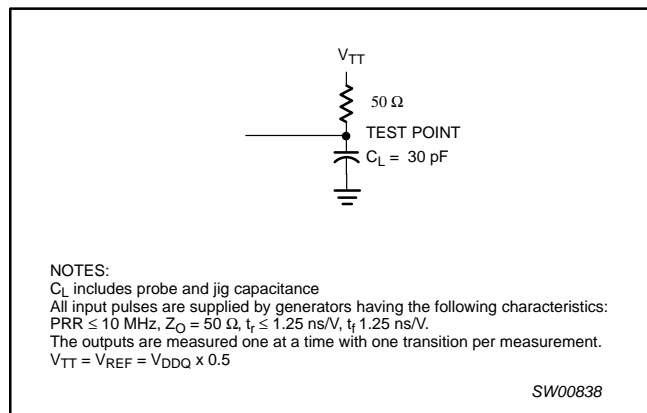 VTT
50 Ω
TEST POINT
CL = 30 pF
NOTES:
CL includes probe and jig capacitance
All input pulses are supplied by generators having the following characteristics:
PRR ≤ 10 MHz, ZO = 50 Ω, tr ≤ 1.25 ns/V, tf 1.25 ns/V.
The outputs are measured one at a time with one transition per measurement.
VTT = VREF = VDDQ x 0.5
SW00838